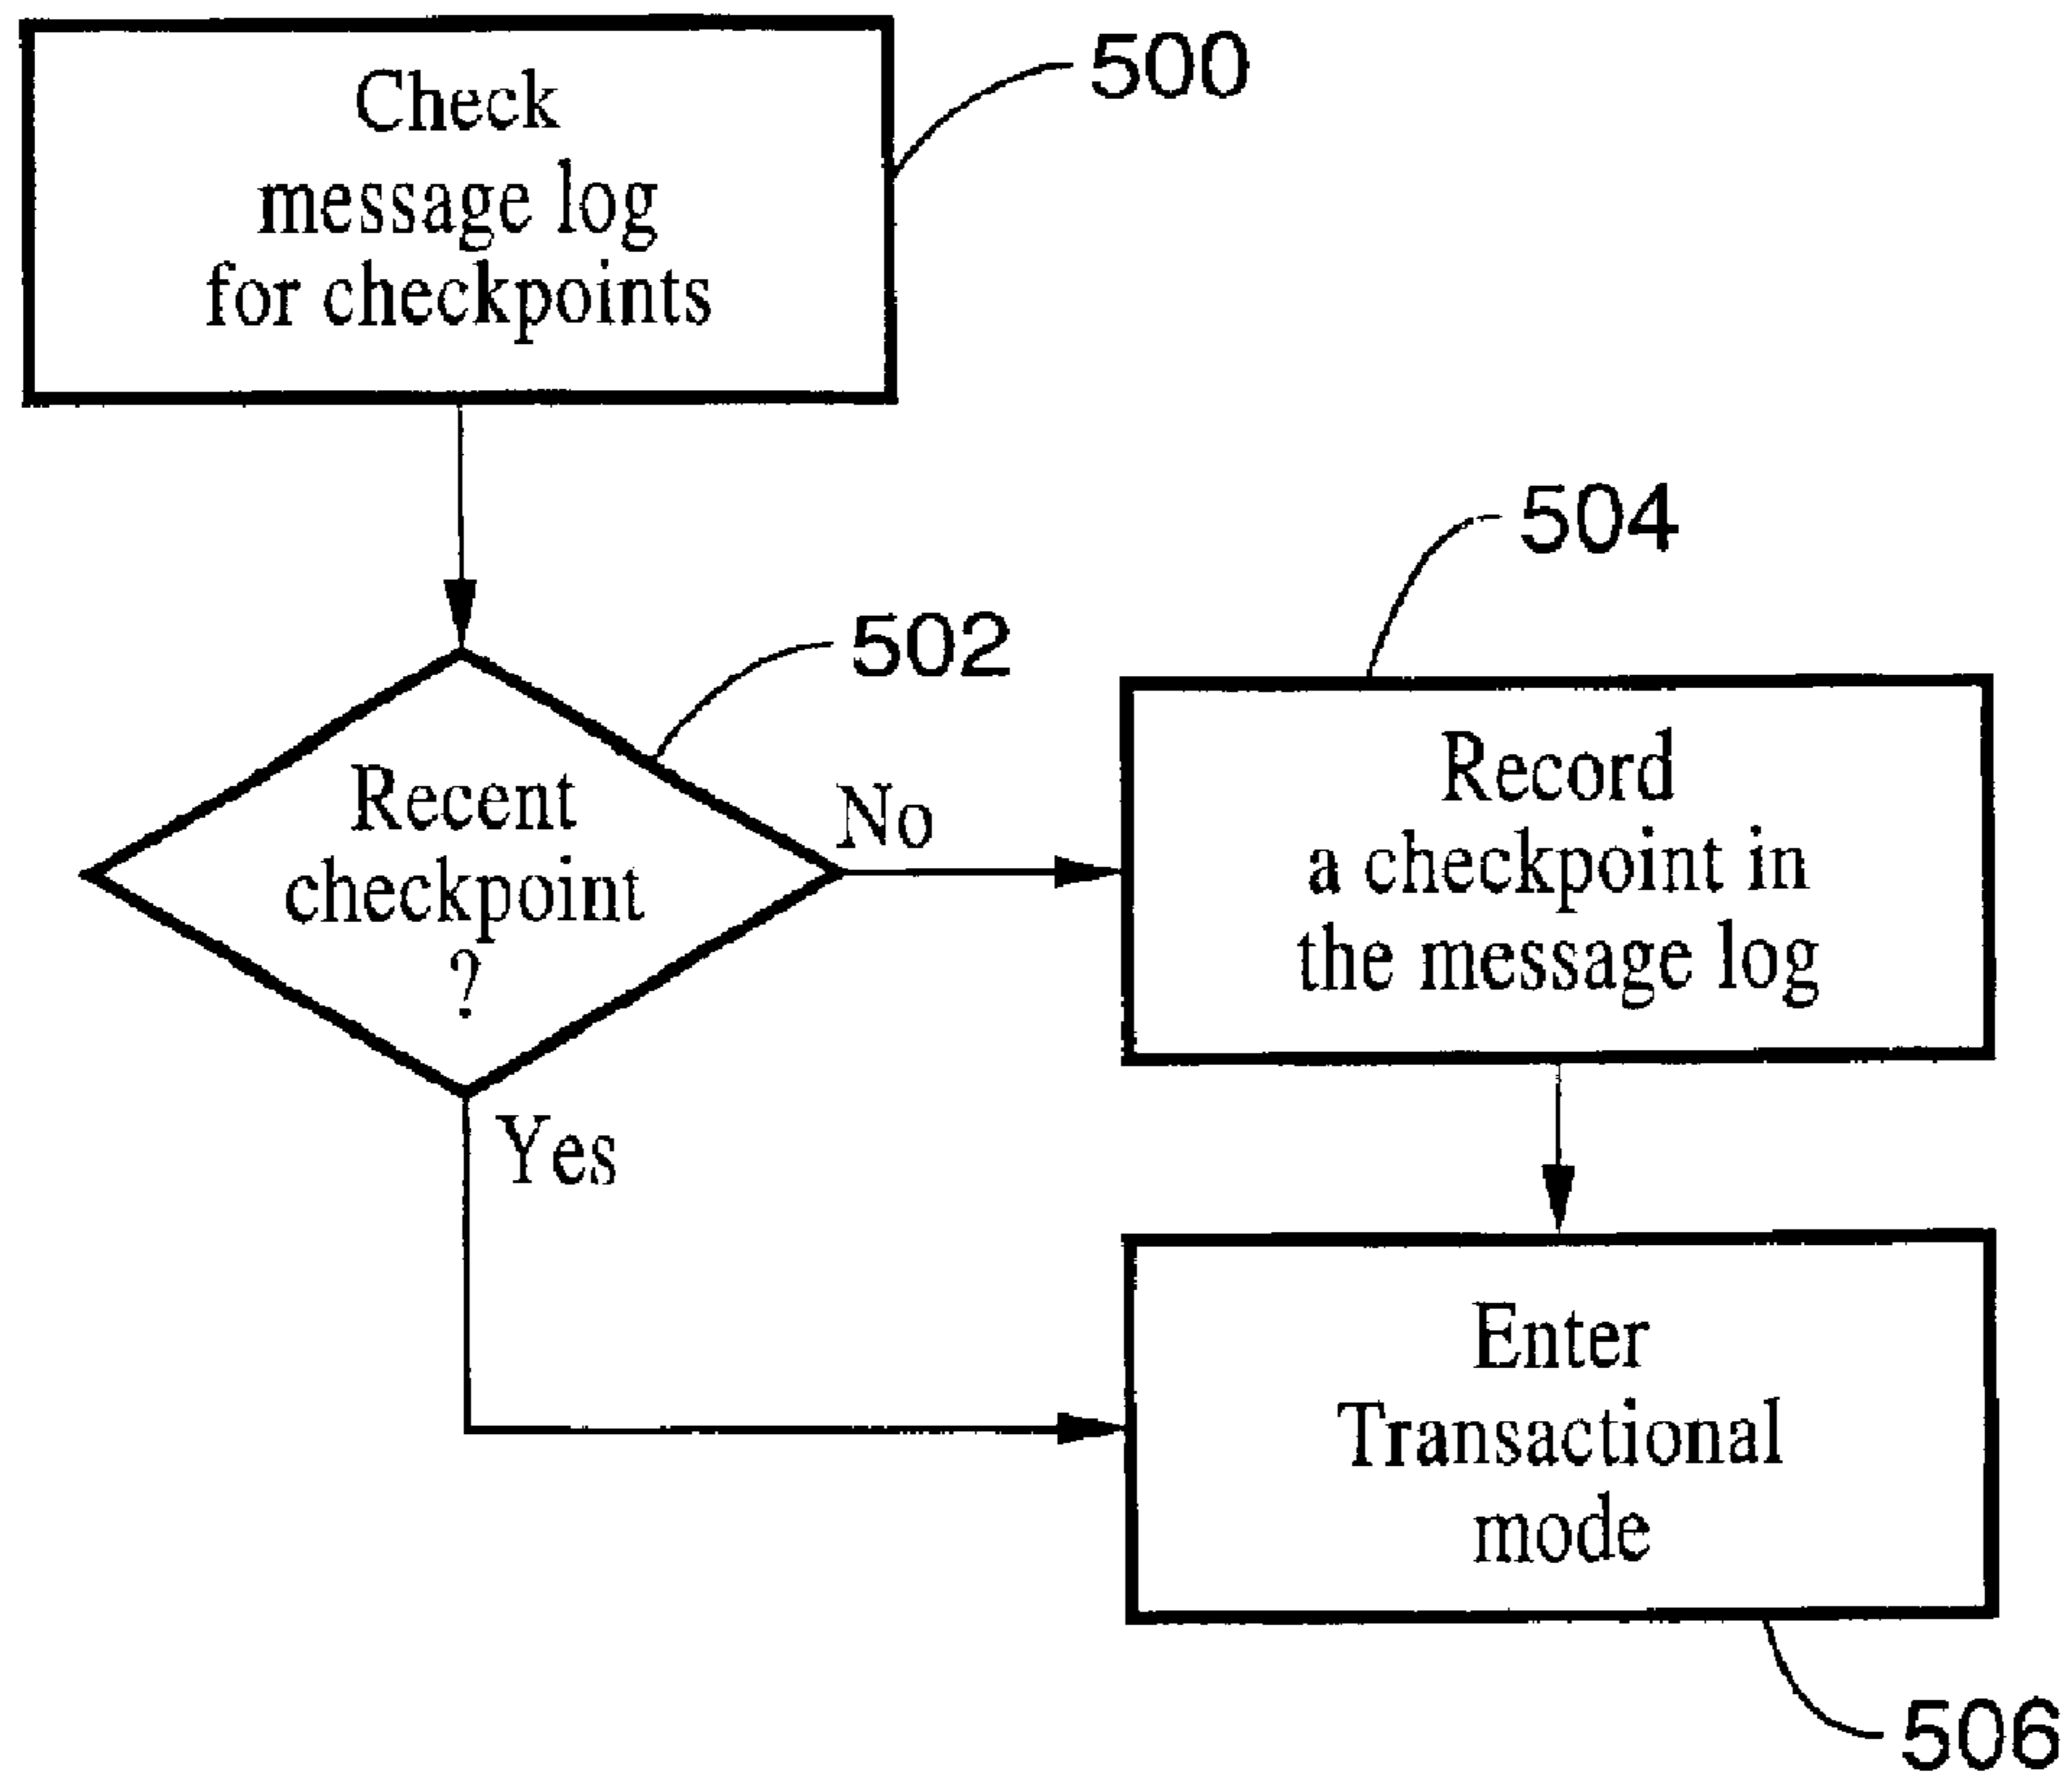 Check
message log
for checkpoints
500
502
Recent
checkpoint
?
No
Yes
504
Record
a checkpoint in
the message log
Enter
Transactional
mode
506